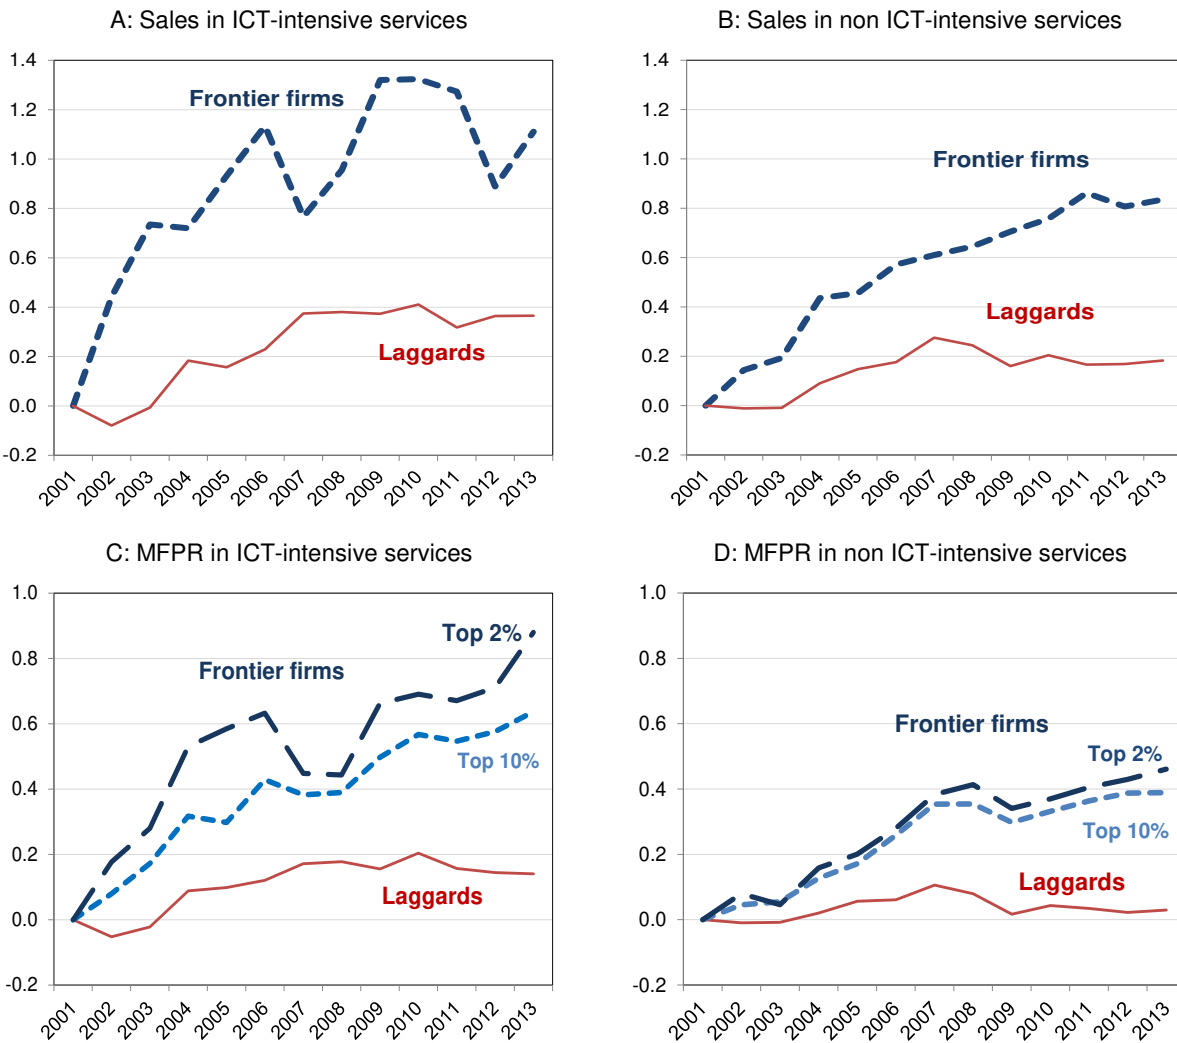 A: Sales in ICT-intensive services
1.4
1.2
1.0
0.8
0.6
0.4
0.2
0.0
-0.2
Frontier firms
Laggards
2001 2002 2003 2004 2005 2006 2007 2008 2009 2010 2011 2012 2013
B: Sales in non ICT-intensive services
1.4
1.2
1.0
0.8
0.6
0.4
0.2
0.0
-0.2
Frontier firms
Laggards
2001 2002 2003 2004 2005 2006 2007 2008 2009 2010 2011 2012 2013
C: MFPR in ICT-intensive services
1.0
0.8
0.6
0.4
0.2
0.0
-0.2
Top 2%
Frontier firms
Top 10%
Laggards
2001 2002 2003 2004 2005 2006 2007 2008 2009 2010 2011 2012 2013
D: MFPR in non ICT-intensive services
1.0
0.8
0.6
0.4
0.2
0.0
-0.2
Frontier firms
Top 2%
Top 10%
Laggards
2001 2002 2003 2004 2005 2006 2007 2008 2009 2010 2011 2012 2013